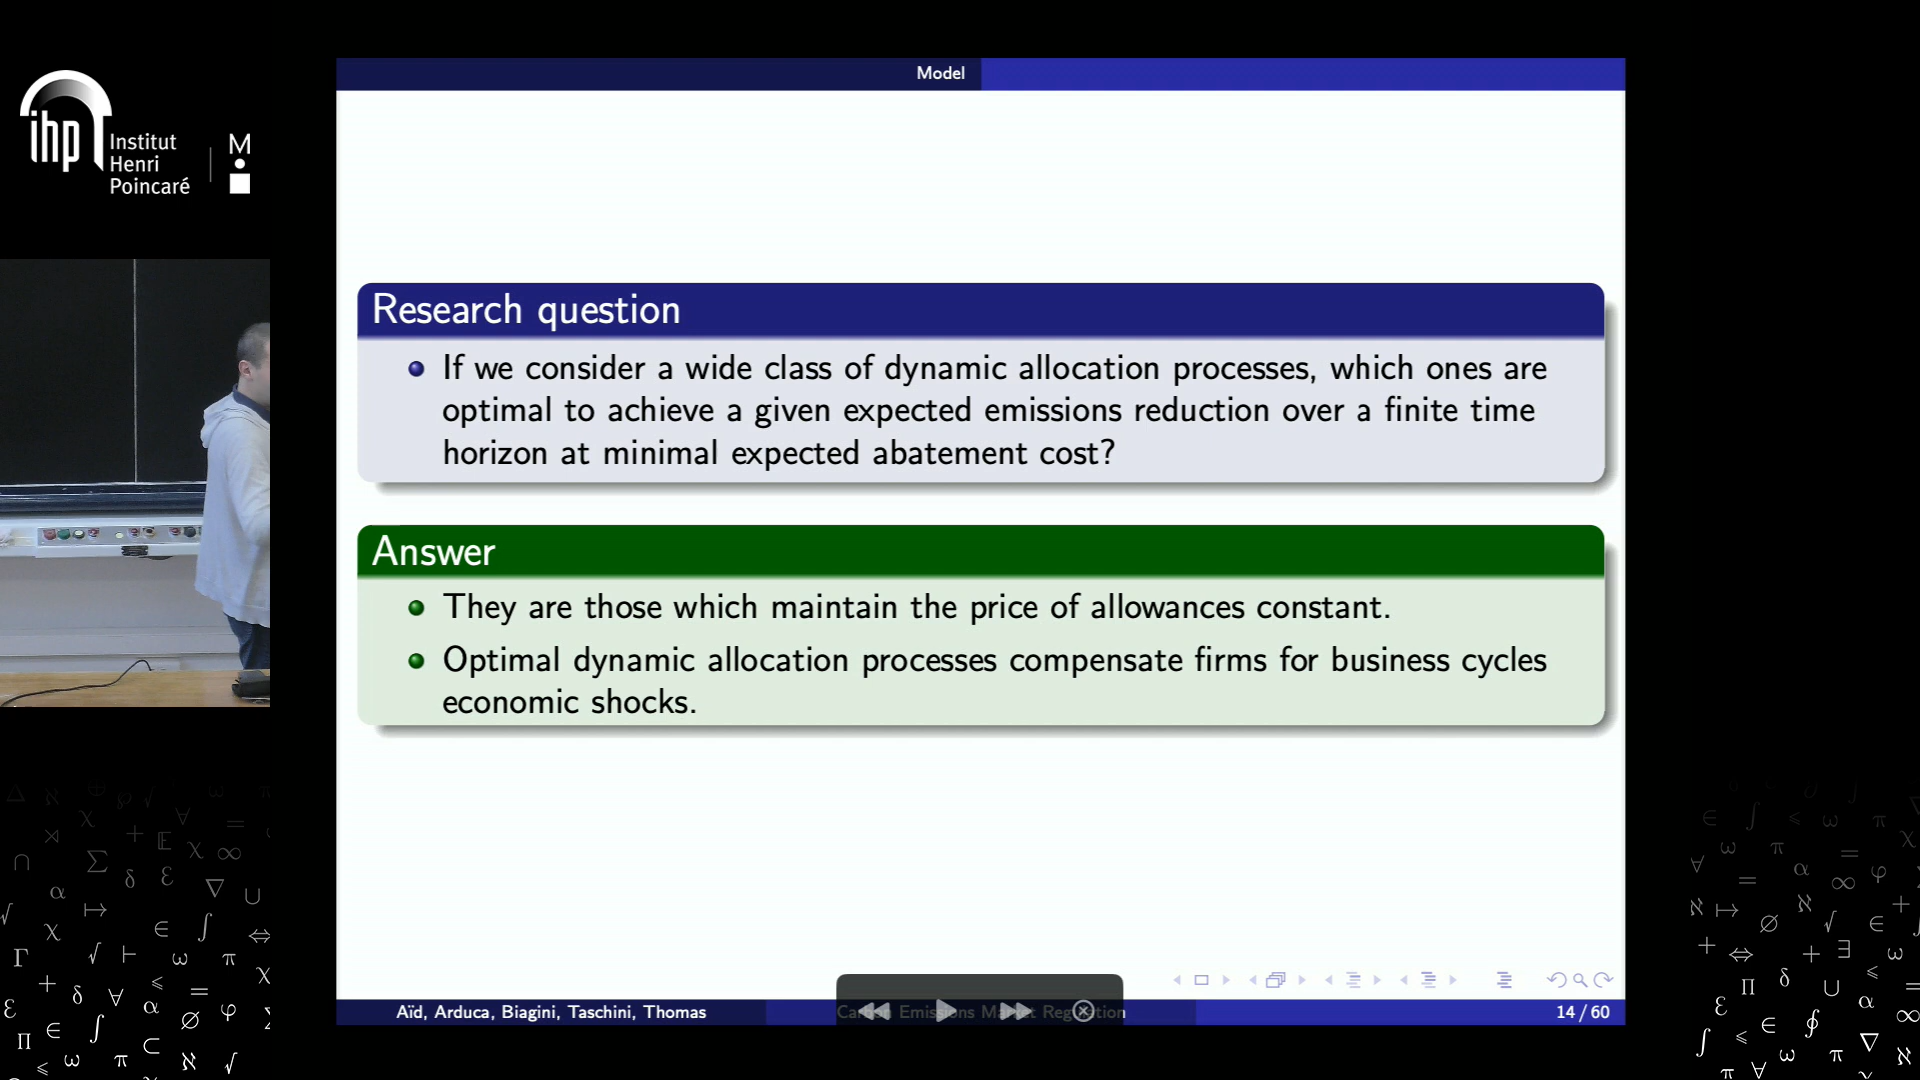 ihp
Institut
Henri
Poincaré
M
Model
Research question
If we consider a wide class of dynamic allocation processes, which ones are
optimal to achieve a given expected emissions reduction over a finite time
horizon at minimal expected abatement cost?
Answer
They are those which maintain the price of allowances constant.
Optimal dynamic allocation processes compensate firms for business cycles
economic shocks.
Aïd, Arduca, Biagini, Taschini, Thomas
Emissions
14 / 60